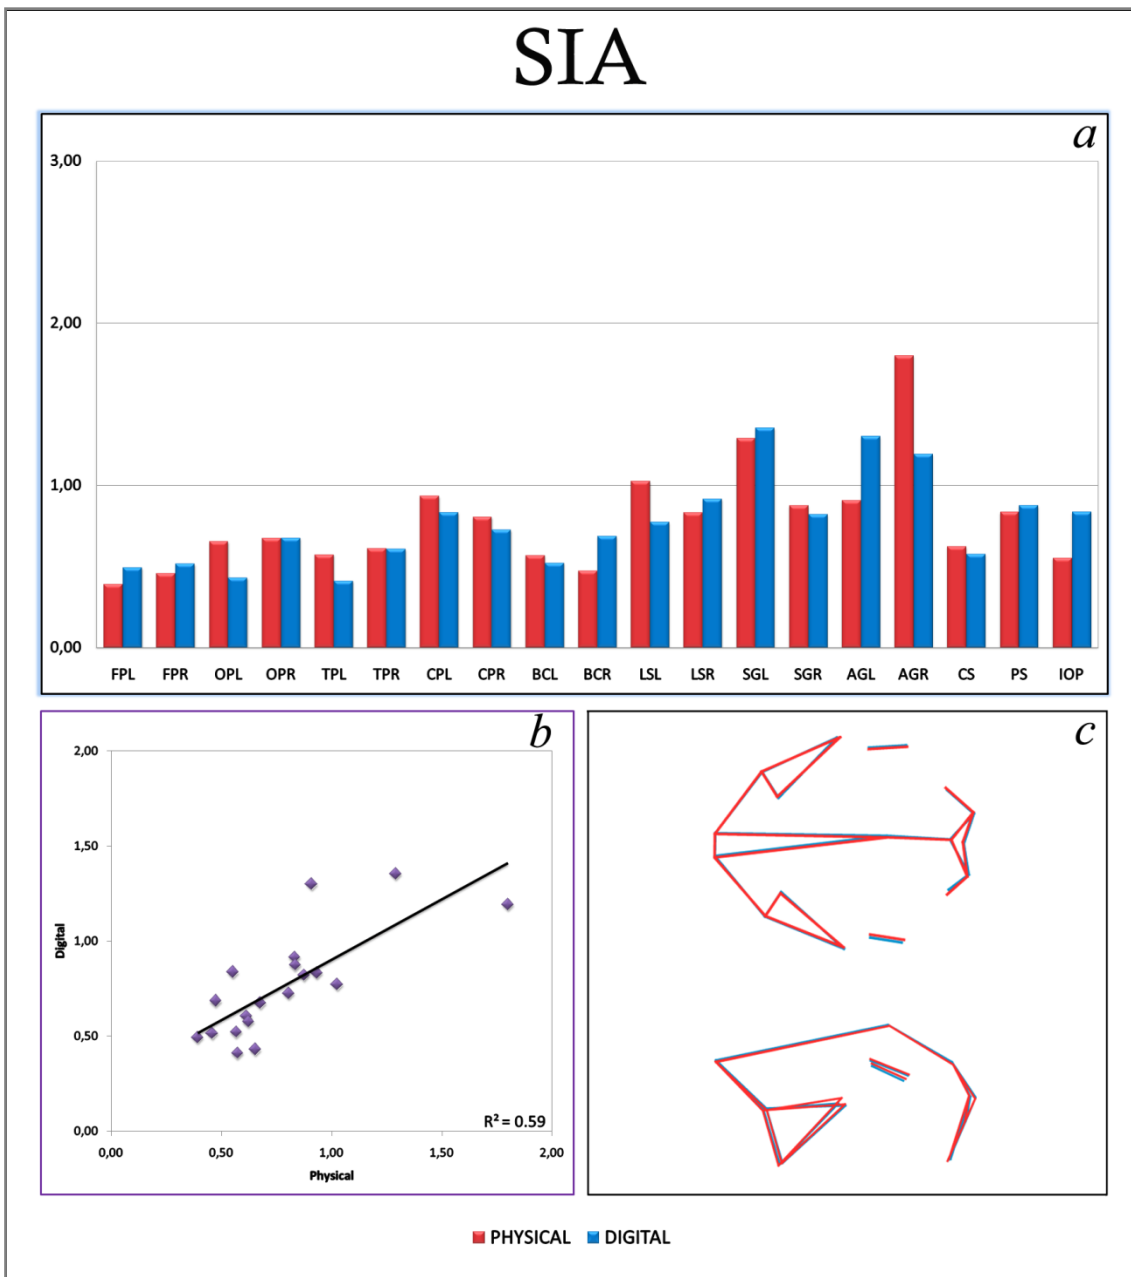 SIA
a
3,00
2,00
1,00
0,00
FPL FPR OPL OPR TPL TPR CPL CPR BCL BCR LSL LSR SGL SGR AGL AGR CS PS IOP
b
2,00
1,50
1,00
0,50
0,00
Digital
R² = 0.59
0,00 0,50 1,00 1,50 2,00
Physical
c
PHYSICAL DIGITAL